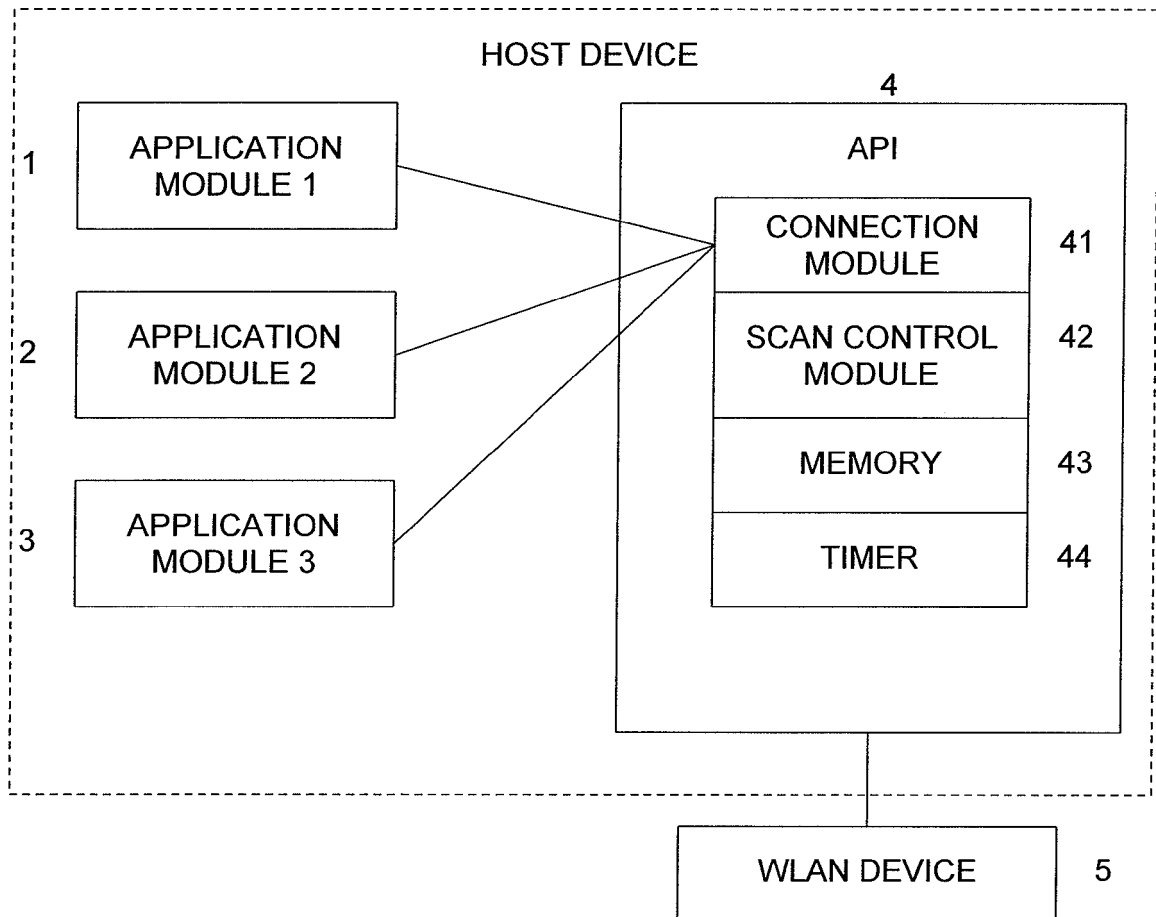 HOST DEVICE
4
1
APPLICATION
MODULE 1
API
CONNECTION
MODULE
41
2
APPLICATION
MODULE 2
SCAN CONTROL
MODULE
42
MEMORY
43
3
APPLICATION
MODULE 3
TIMER
44
WLAN DEVICE
5